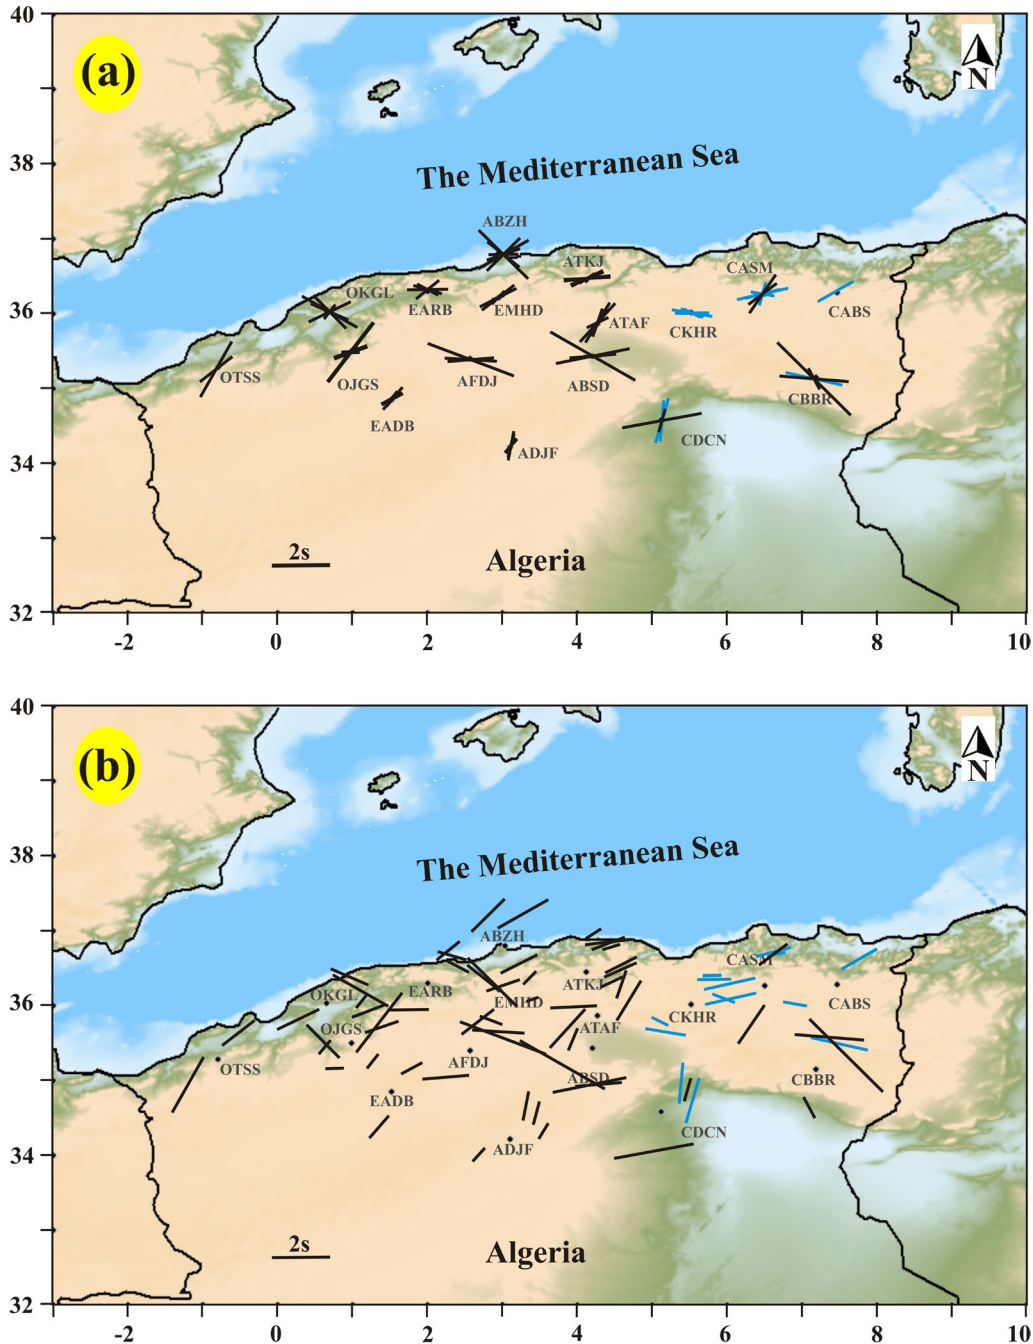 40
(a)
N
38
The Mediterranean Sea
ABZH
ATKJ
CASM
OKGL
EARB
EMHD
36
ATAF
CKHR
CABS
OTSS
OJGS
AFDJ
ABSD
CBBR
EADB
CDCN
ADJF
34
2s
Algeria
32
-2 0 2 4 6 8 10
40
(b)
N
38
The Mediterranean Sea
ABZH
CASM
ATKJ
OKGL
EARB
EMHD
CABS
36
CKHR
OJGS
ATAF
OTSS
AFDJ
ABSD
CBBR
EADB
CDCN
ADJF
34
2s
Algeria
32
-2 0 2 4 6 8 10